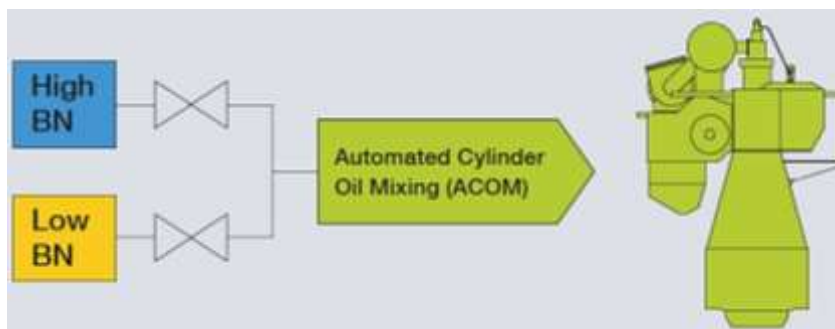 High
BN
Automated Cylinder
Oil Mixing (ACOM)
Low
BN